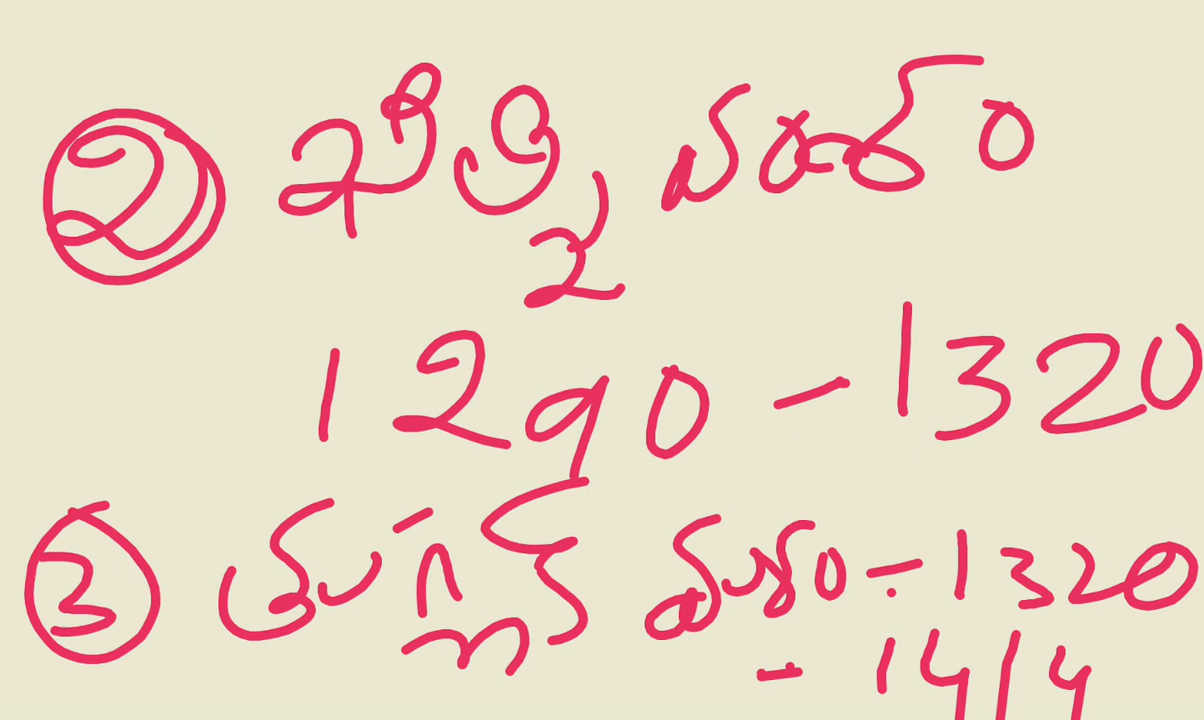 ② ఖిల్జీ వంశం
1290 - 1320
③ తుగ్లక్ వంశం - 1320
- 1414